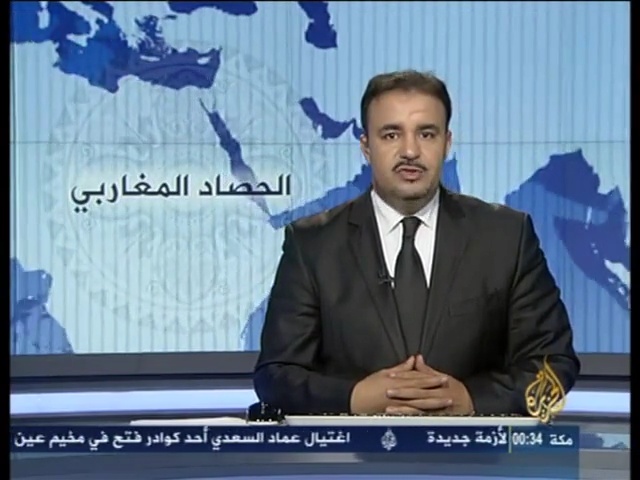 الحصاد المغاربي
مكة 00:34 لأزمة جديدة اغتيال عماد السعدي أحد كوادر فتح في مخيم عين